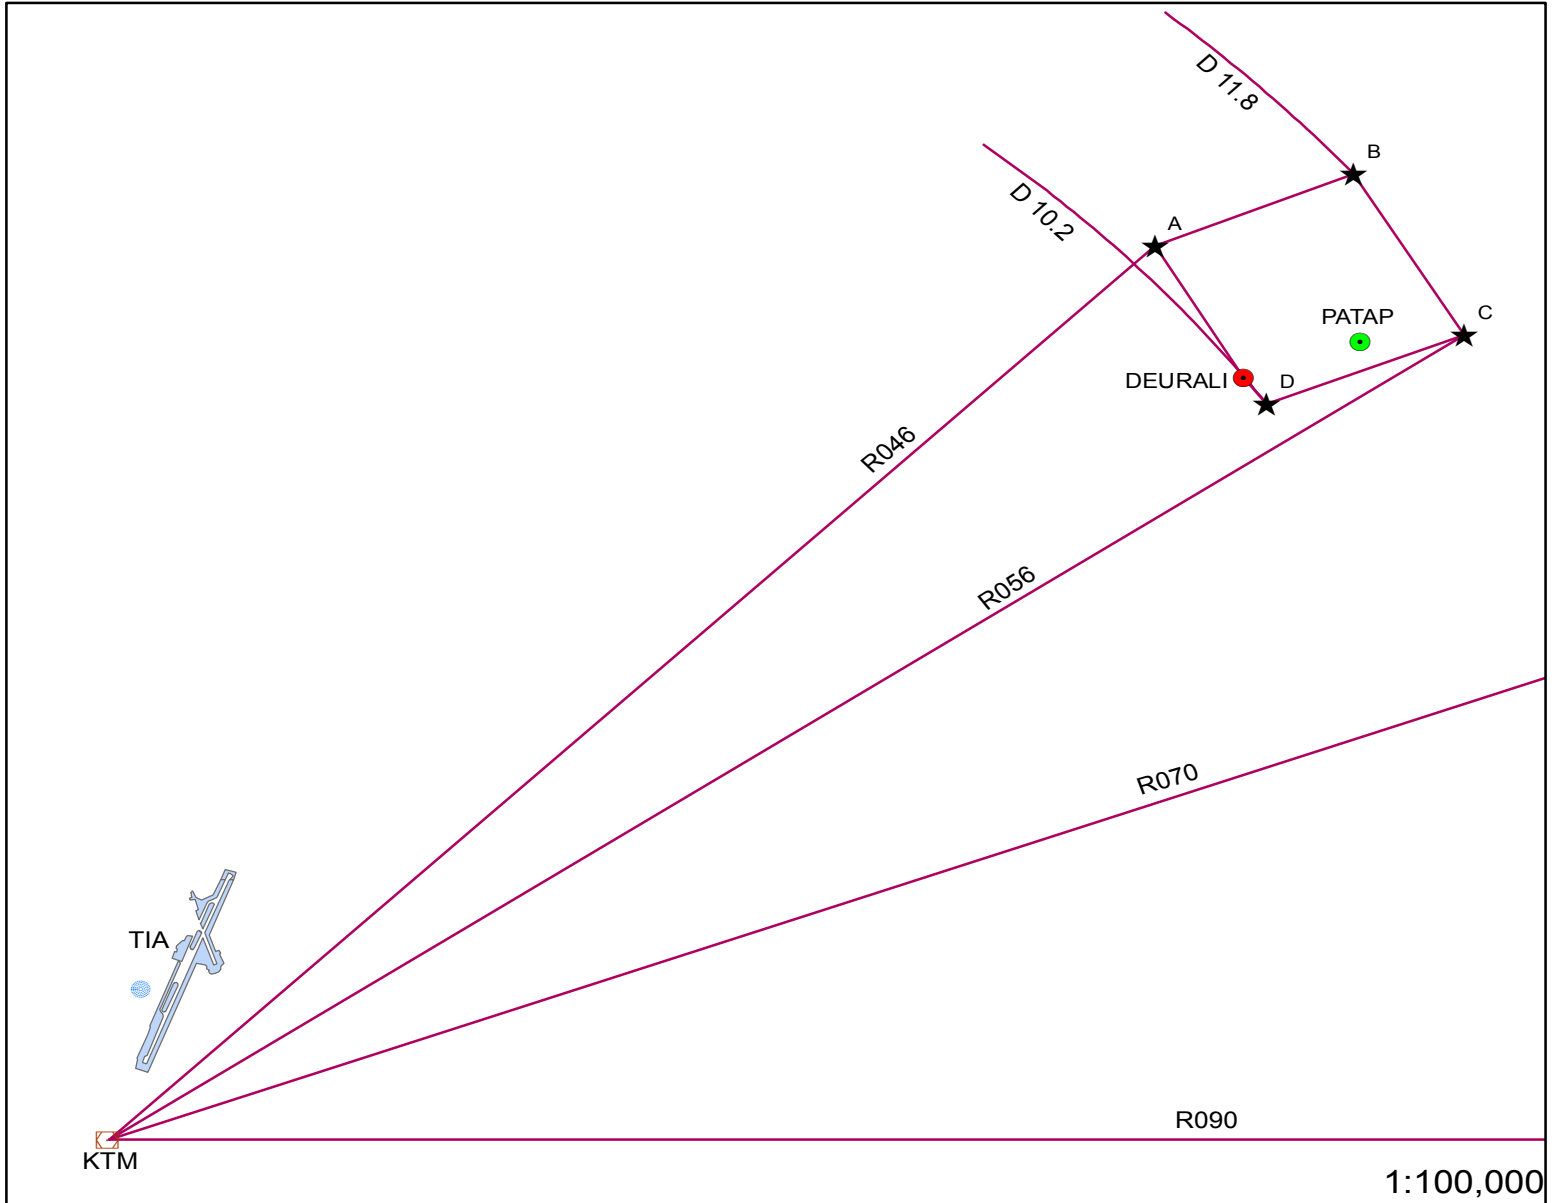 D 11.8
B
D 10.2
A
PATAP
C
DEURALI
D
R046
R056
R070
TIA
R090
KTM
1:100,000